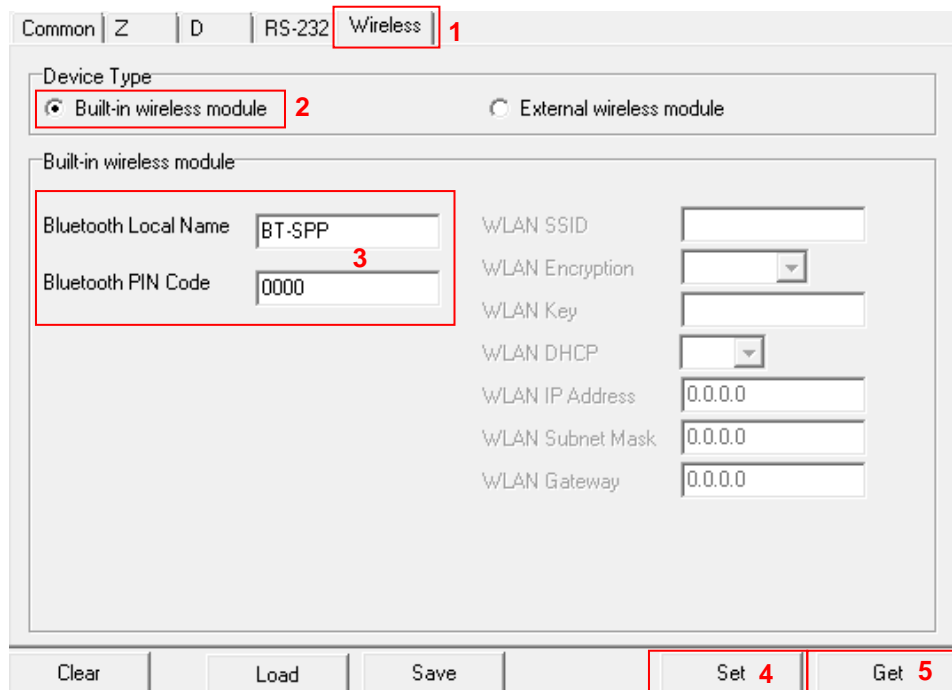 Common Z D RS-232 Wireless 1
Device Type
Built-in wireless module 2 External wireless module
Built-in wireless module
Bluetooth Local Name BT-SPP WLAN SSID
3
WLAN Encryption
Bluetooth PIN Code 0000
WLAN Key
WLAN DHCP
WLAN IP Address 0.0.0.0
WLAN Subnet Mask 0.0.0.0
WLAN Gateway 0.0.0.0
Clear Load Save Set 4 Get 5